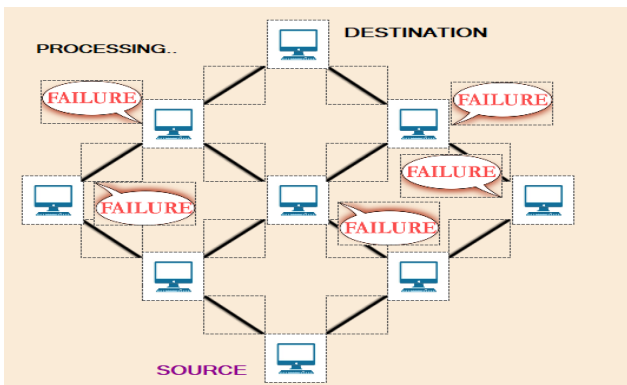 DESTINATION
PROCESSING..
FAILURE
FAILURE
FAILURE
FAILURE
FAILURE
SOURCE